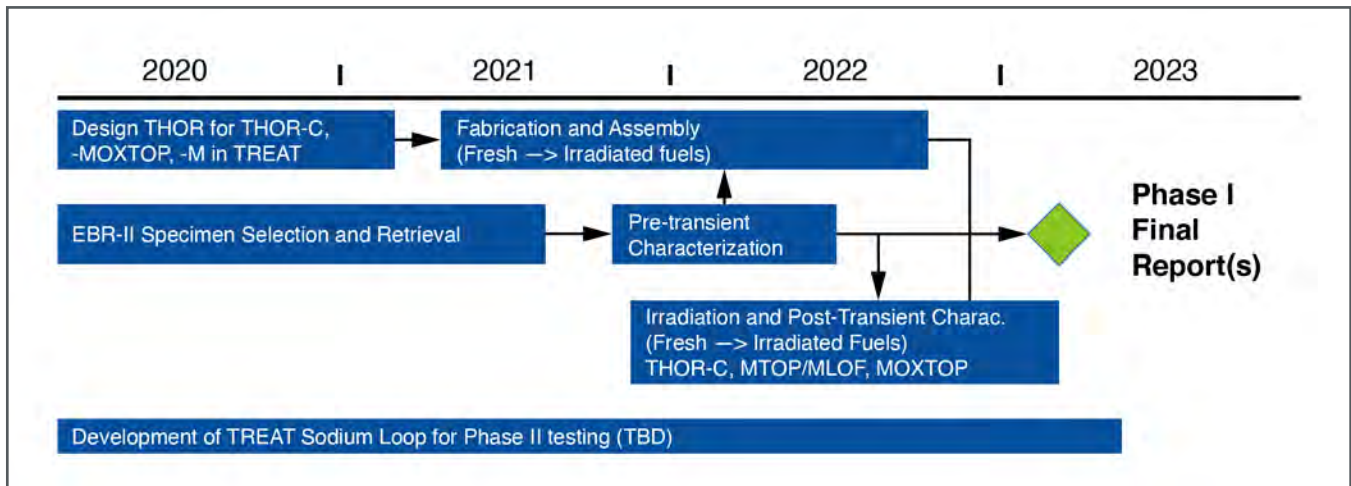 2020 I 2021 I 2022 I 2023
Design THOR for THOR-C,
-MOXTOP, -M in TREAT
Fabrication and Assembly
(Fresh —> Irradiated fuels)
EBR-II Specimen Selection and Retrieval
Pre-transient
Characterization
Phase I
Final
Report(s)
Irradiation and Post-Transient Charac.
(Fresh —> Irradiated Fuels)
THOR-C, MTOP/MLOF, MOXTOP
Development of TREAT Sodium Loop for Phase II testing (TBD)